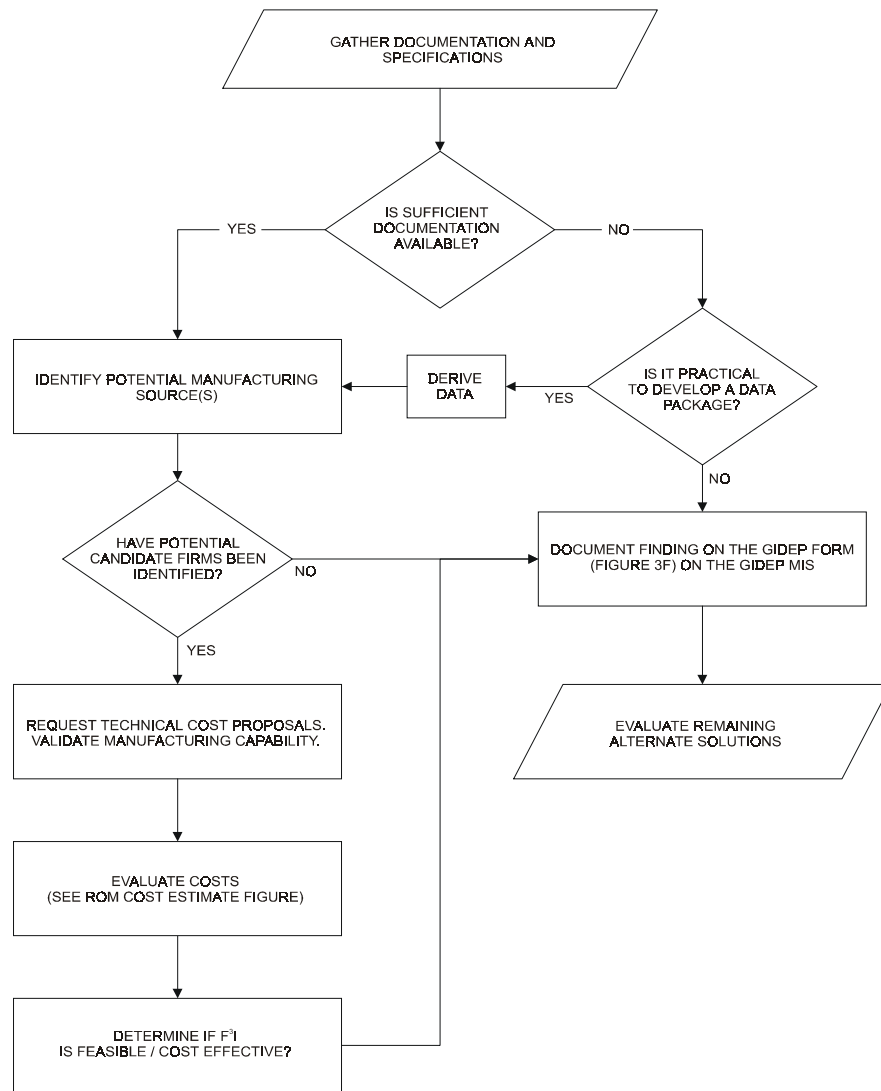 GATHER DOCUMENTATION AND
SPECIFICATIONS
IS SUFFICIENT
DOCUMENTATION
AVAILABLE?
YES
NO
IDENTIFY POTENTIAL MANUFACTURING
SOURCE(S)
DERIVE
DATA
YES
IS IT PRACTICAL
TO DEVELOP A DATA
PACKAGE?
NO
HAVE POTENTIAL
CANDIDATE FIRMS BEEN
IDENTIFIED?
NO
YES
DOCUMENT FINDING ON THE GIDEP FORM
(FIGURE 3F) ON THE GIDEP MIS
REQUEST TECHNICAL COST PROPOSALS.
VALIDATE MANUFACTURING CAPABILITY.
EVALUATE REMAINING
ALTERNATE SOLUTIONS
EVALUATE COSTS
(SEE ROM COST ESTIMATE FIGURE)
DETERMINE IF F³I
IS FEASIBLE / COST EFFECTIVE?